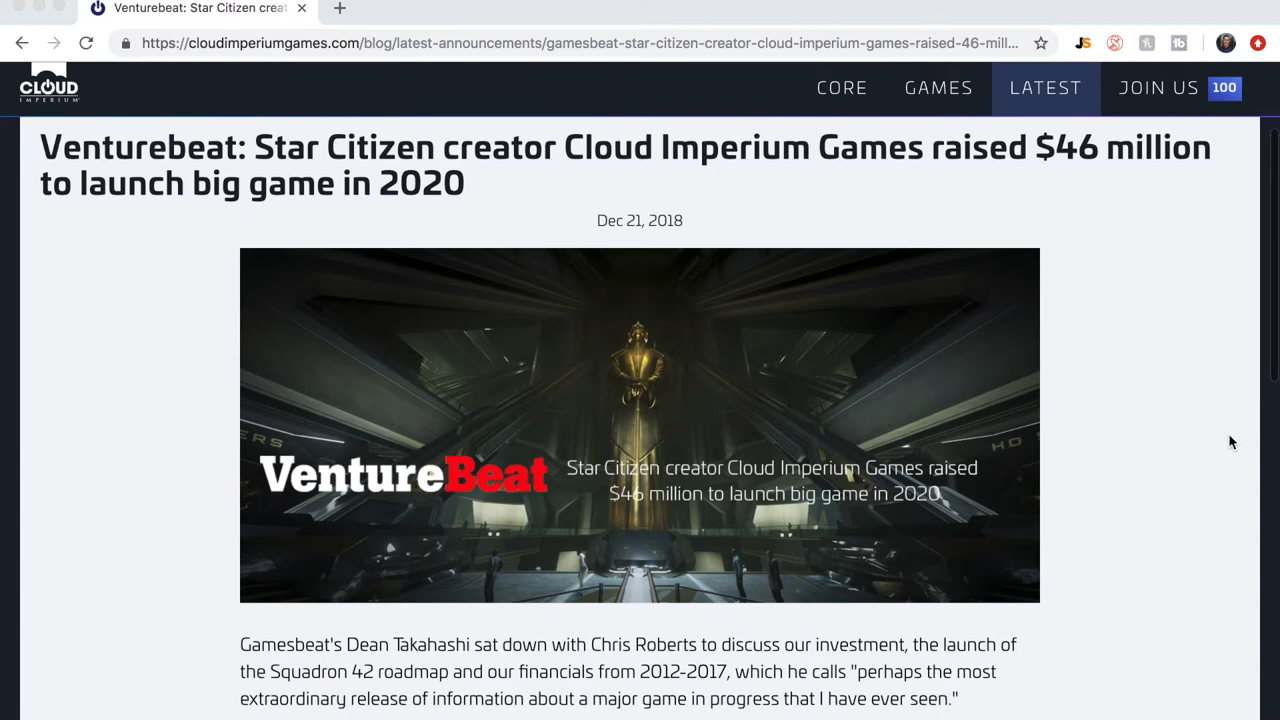 Venturebeat: Star Citizen creat
https://cloudimperiumgames.com/blog/latest-announcements/gamesbeat-star-citizen-creator-cloud-imperium-games-raised-46-mill...
JS
CLOUD
IMPERIUM
CORE
GAMES
LATEST
JOIN US
100
Venturebeat: Star Citizen creator Cloud Imperium Games raised $46 million
to launch big game in 2020
Dec 21, 2018
ERS
HD S
VentureBeat
Star Citizen creator Cloud Imperium Games raised
$46 million to launch big game in 2020
Gamesbeat's Dean Takahashi sat down with Chris Roberts to discuss our investment, the launch of
the Squadron 42 roadmap and our financials from 2012-2017, which he calls "perhaps the most
extraordinary release of information about a major game in progress that I have ever seen."